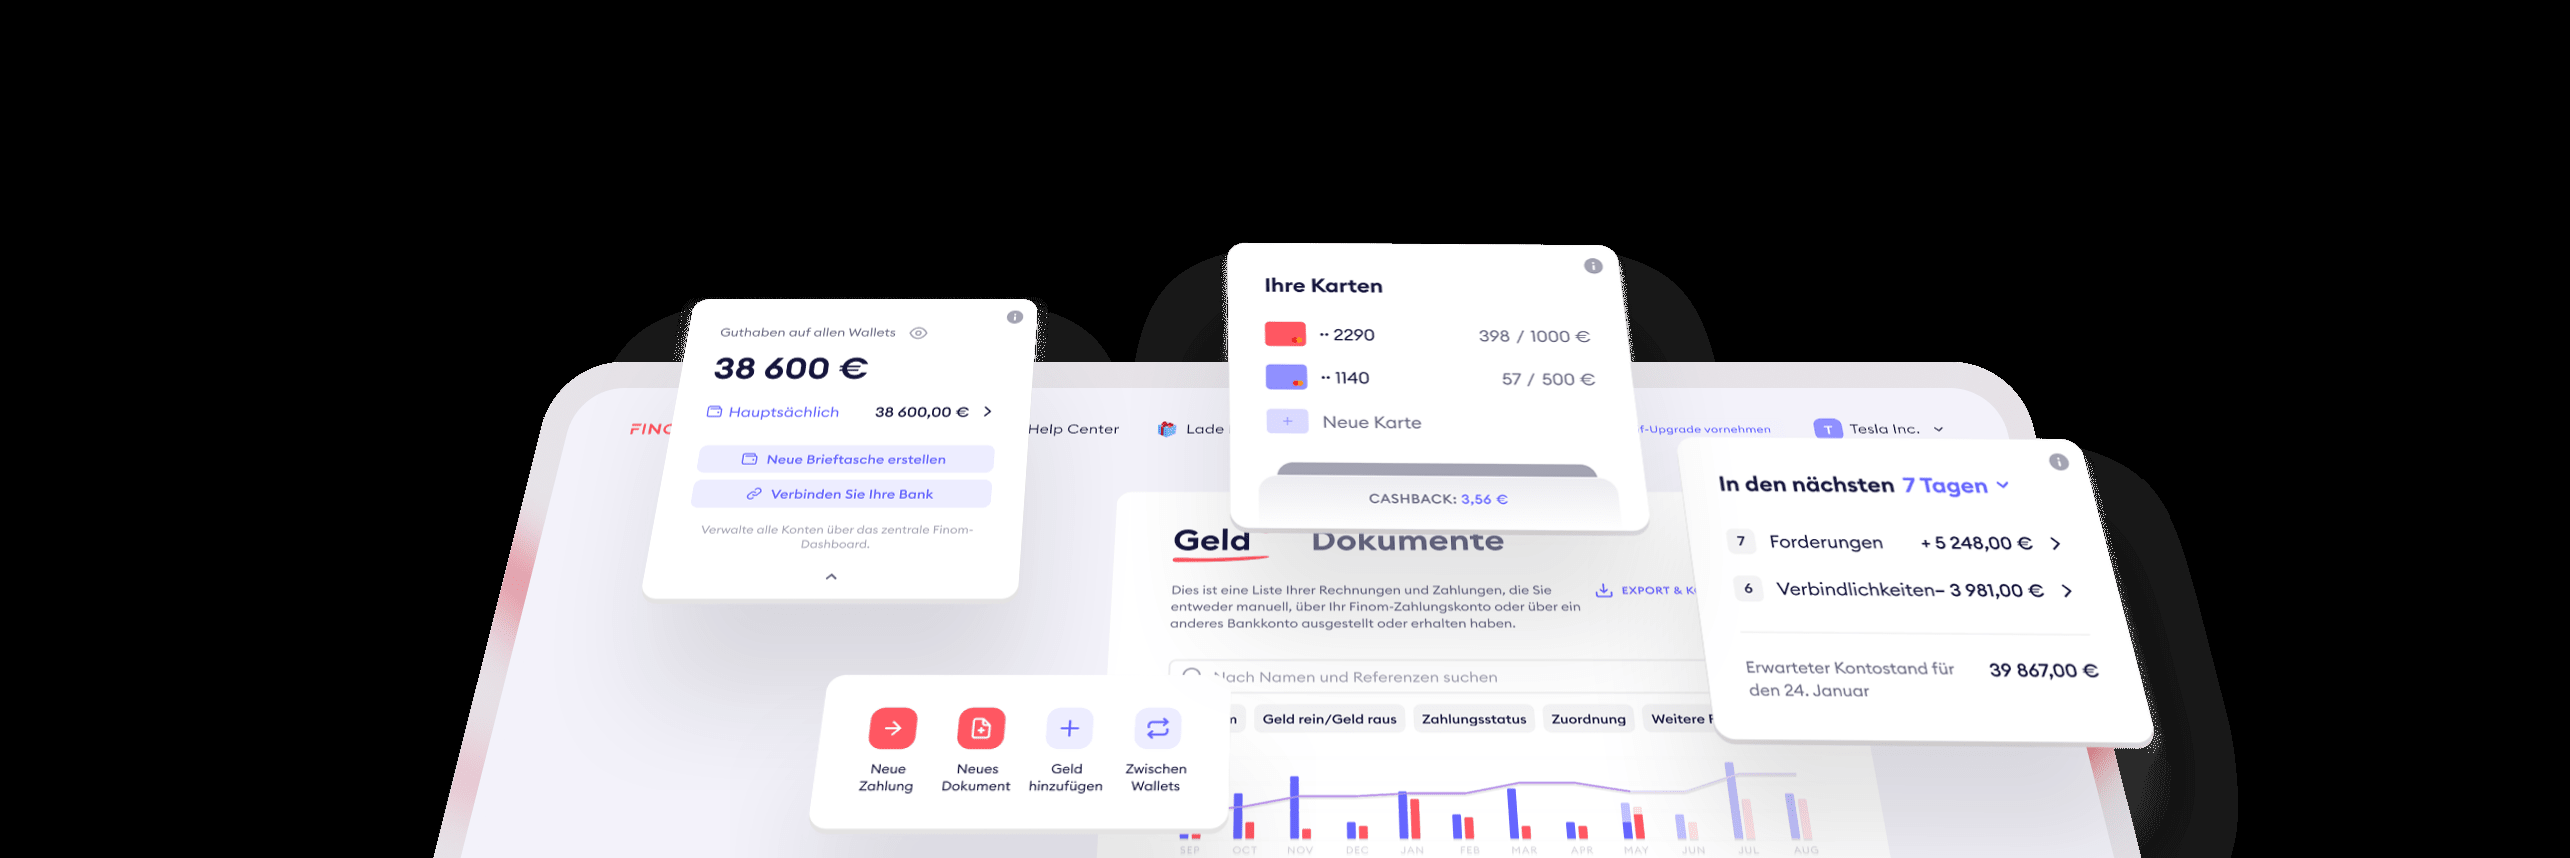 Guthaben auf allen Wallets
38 600 €
Hauptsächlich 38 600,00 € >
Neue Brieftasche erstellen
Verbinden Sie Ihre Bank
Verwalte alle Konten über das zentrale Finom-
Dashboard.
Ihre Karten
·· 2290 398 / 1000 €
·· 1140 57 / 500 €
+ Neue Karte
CASHBACK: 3,56 €
Help Center
Lade
f-Upgrade vornehmen
T Tesla Inc.
In den nächsten 7 Tagen
7 Forderungen + 5 248,00 € >
6 Verbindlichkeiten– 3 981,00 € >
Erwarteter Kontostand für
den 24. Januar
39 867,00 €
Geld Dokumente
Dies ist eine Liste Ihrer Rechnungen und Zahlungen, die Sie
entweder manuell, über Ihr Finom-Zahlungskonto oder über ein
anderes Bankkonto ausgestellt oder erhalten haben.
EXPORT &
Nach Namen und Referenzen suchen
Geld rein/Geld raus Zahlungsstatus Zuordnung Weitere
Neue
Zahlung
Neues
Dokument
Geld
hinzufügen
Zwischen
Wallets
SEP OCT NOV DEC JAN FEB MAR APR MAY JUN JUL AUG